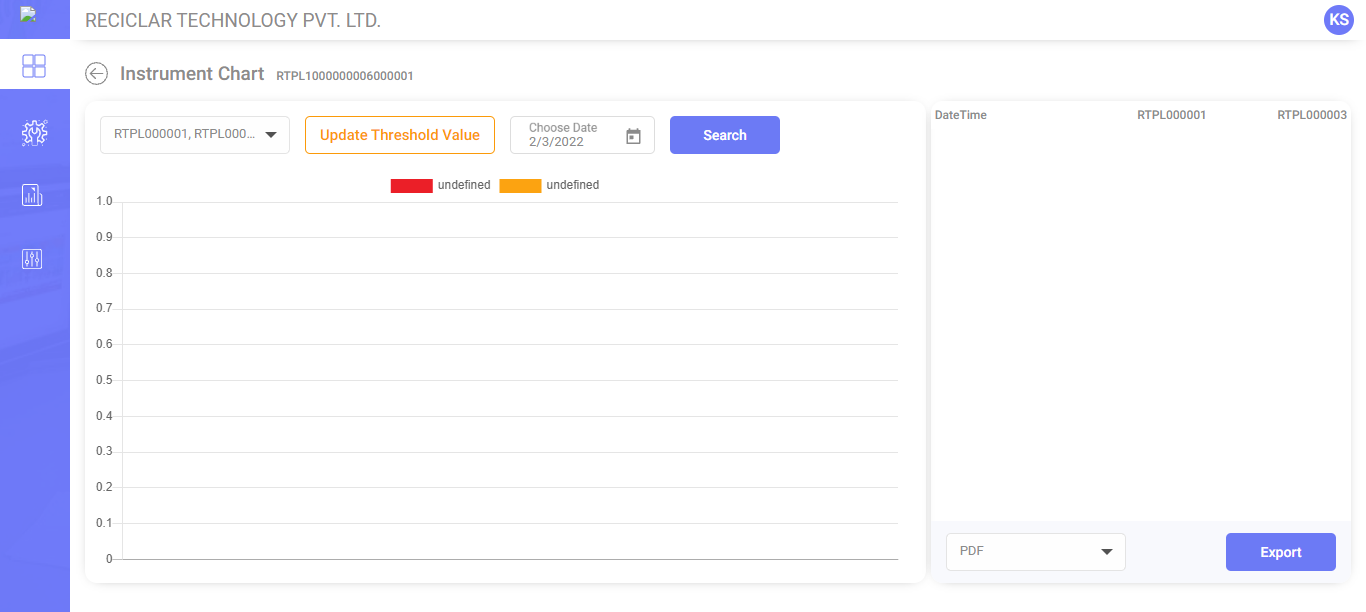 RECICLAR TECHNOLOGY PVT. LTD.
KS
Instrument Chart RTPL1000000006000001
RTPL000001, RTPL000...
Update Threshold Value
Choose Date
2/3/2022
Search
undefined undefined
1.0
0.9
0.8
0.7
0.6
0.5
0.4
0.3
0.2
0.1
0
DateTime RTPL000001 RTPL000003
PDF
Export